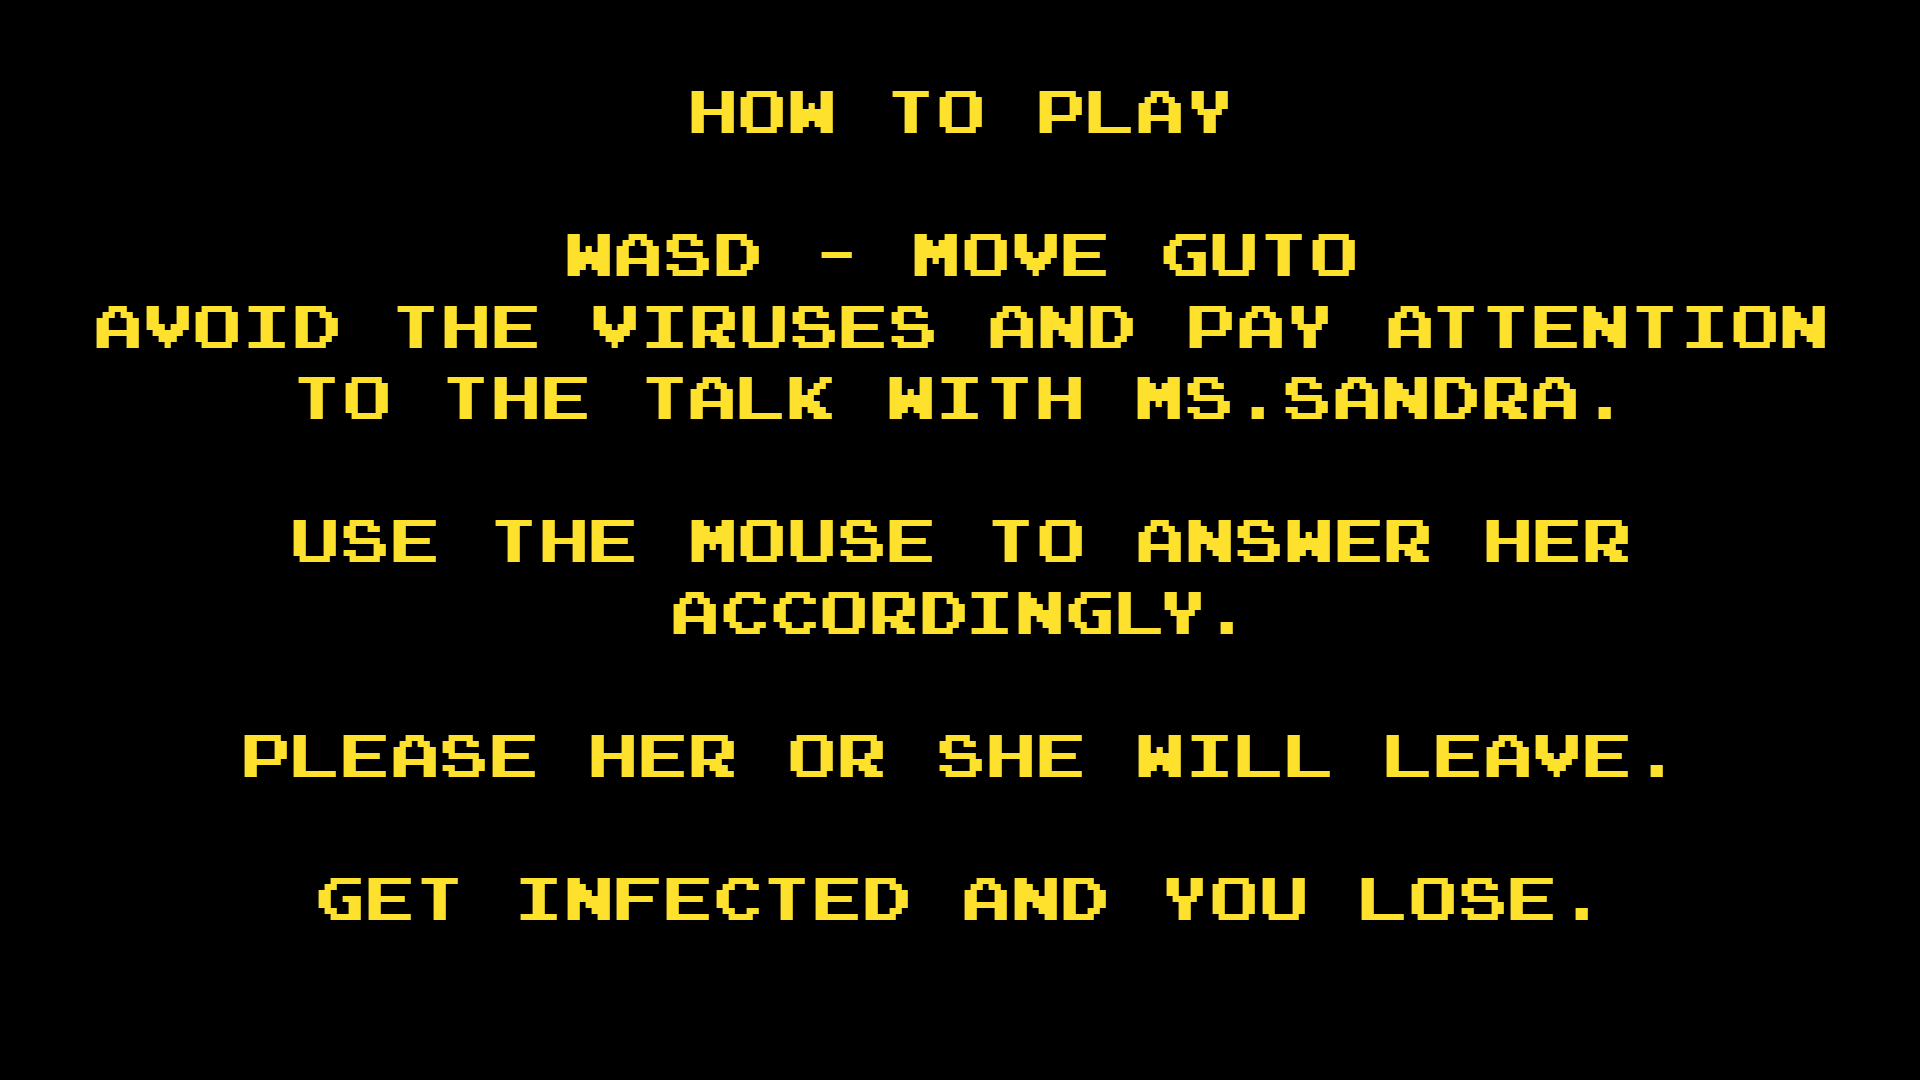 HOW TO PLAY
WASD - MOVE GUTO
AVOID THE VIRUSES AND PAY ATTENTION
TO THE TALK WITH MS.SANDRA.
USE THE MOUSE TO ANSWER HER
ACCORDINGLY.
PLEASE HER OR SHE WILL LEAVE.
GET INFECTED AND YOU LOSE.